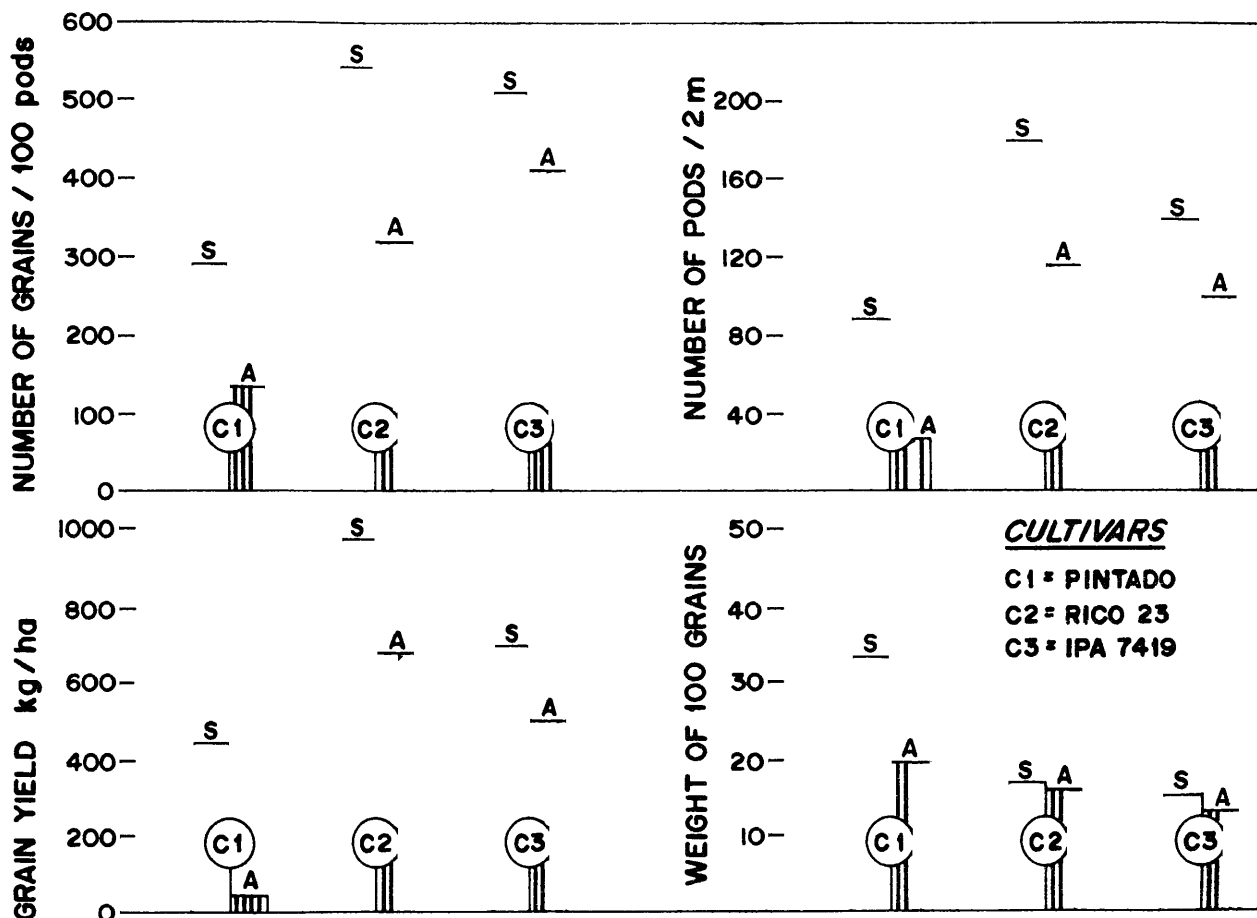 NUMBER OF GRAINS / 100 pods
600
500
400
300
200
100
0
S
A
C1
S
A
C2
S
A
C3
NUMBER OF PODS / 2 m
200
160
120
80
40
S
A
C1
S
A
C2
S
A
C3
GRAIN YIELD kg/ha
1000
800
600
400
200
0
S
A
C1
S
A
C2
S
A
C3
WEIGHT OF 100 GRAINS
50
40
30
20
10
S
A
C1
S
A
C2
S
A
C3
CULTIVARS
C1 = PINTADO
C2 = RICO 23
C3 = IPA 7419